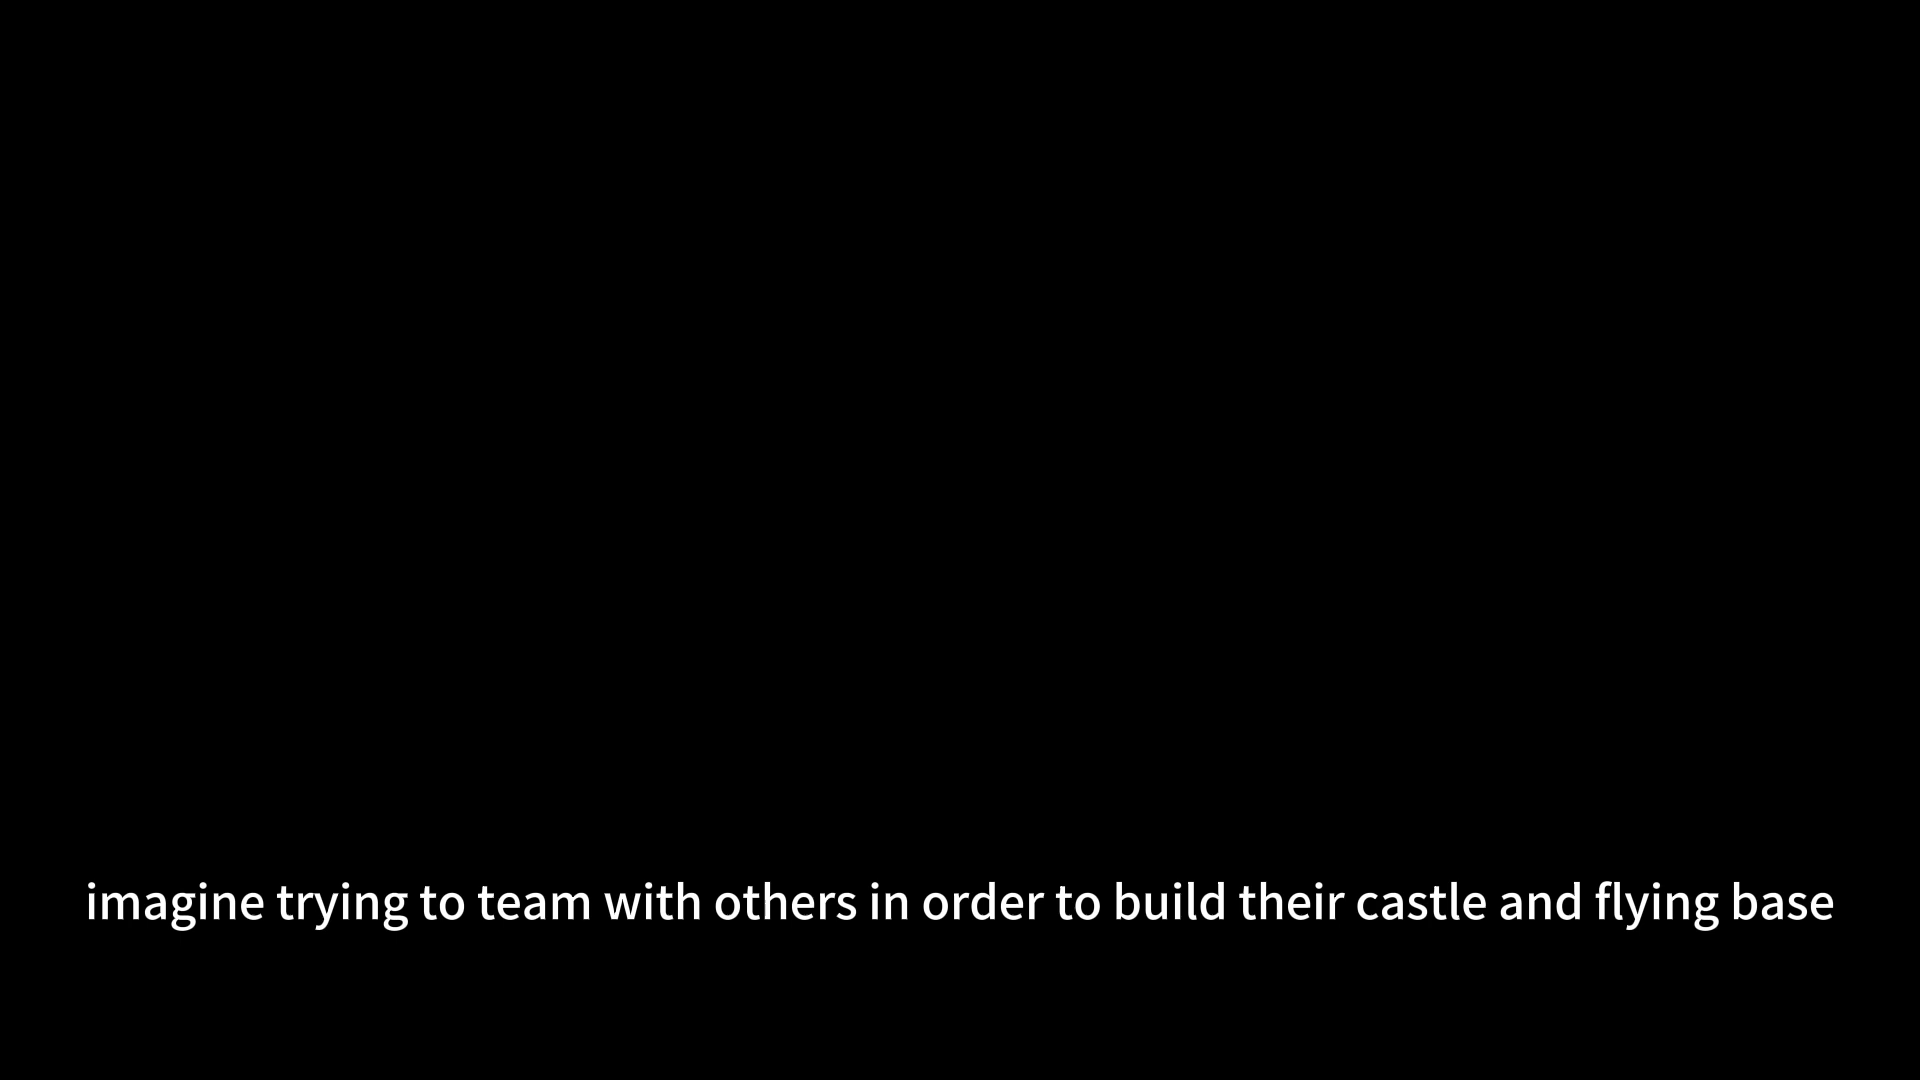 imagine trying to team with others in order to build their castle and flying base